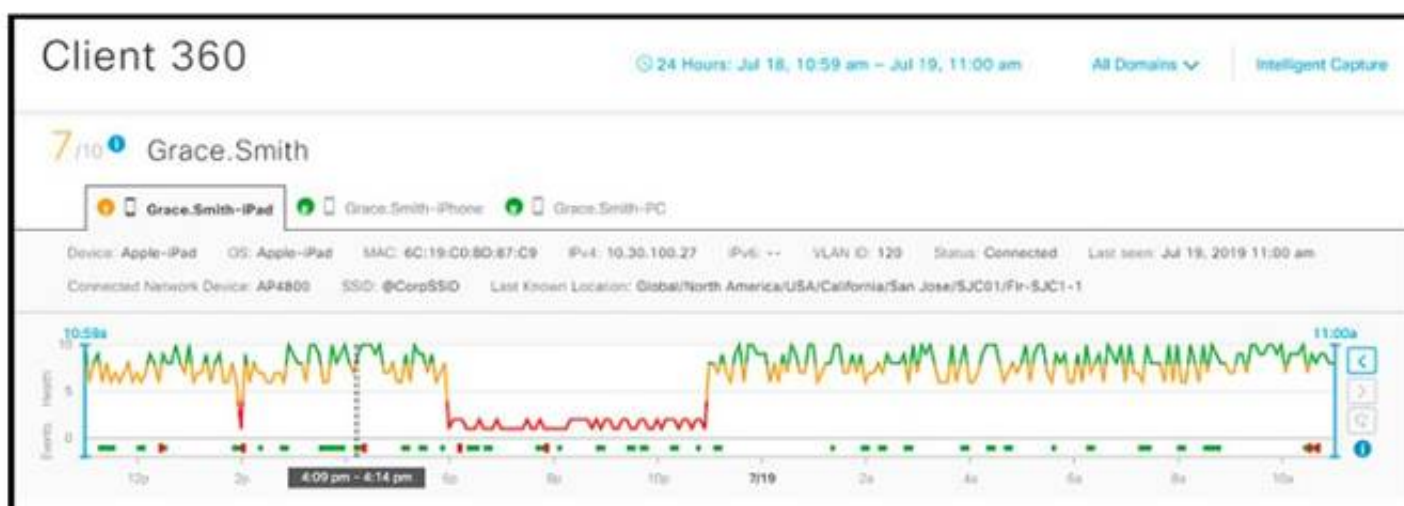 Client 360
24 Hours: Jul 18, 10:59 am – Jul 19, 11:00 am All Domains Intelligent Capture
7/10 Grace.Smith
Grace.Smith-iPad Grace.Smith-iPhone Grace.Smith-PC
Device: Apple-iPad OS: Apple-iPad MAC: 6C:19:C0:BD:87:C9 IPv4: 10.30.100.27 IPv6: -- VLAN ID: 120 Status: Connected Last seen: Jul 19, 2019 11:00 am
Connected Network Device: AP4800 SSID: @CorpSSID Last Known Location: Global/North America/USA/California/San Jose/SJC01/Flr-SJC1-1
10:59a 11:00a
10
5
0
Health
Events
12p 2p 4:09 pm - 4:14 pm 6p 8p 10p 7/19 2a 4a 6a 8a 10a